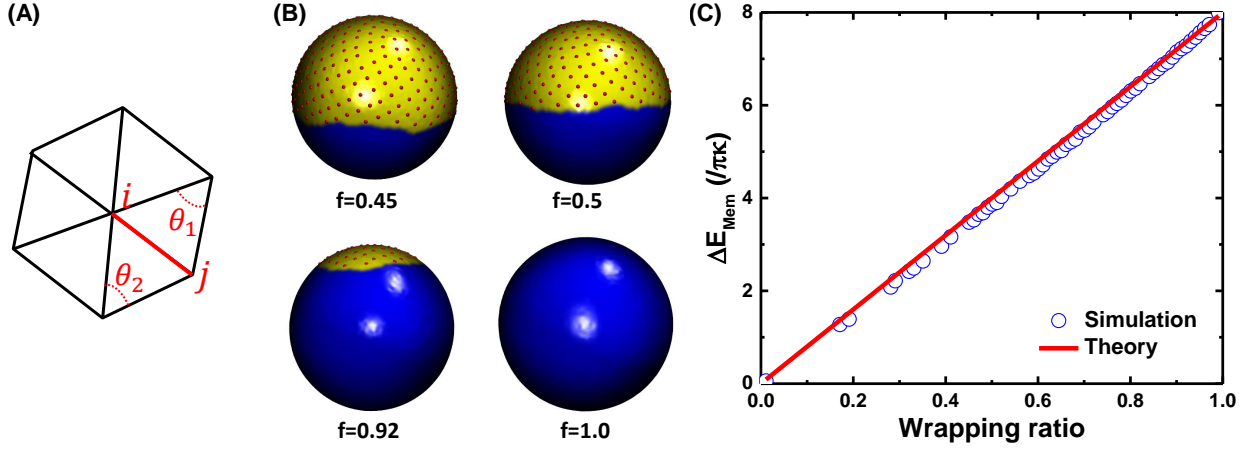 (A)
i
j
θ₁
θ₂
(B)
f=0.45
f=0.5
f=0.92
f=1.0
(C)
8
6
4
2
0
ΔE_Mem (/πκ)
Simulation
Theory
0.0 0.2 0.4 0.6 0.8 1.0
Wrapping ratio